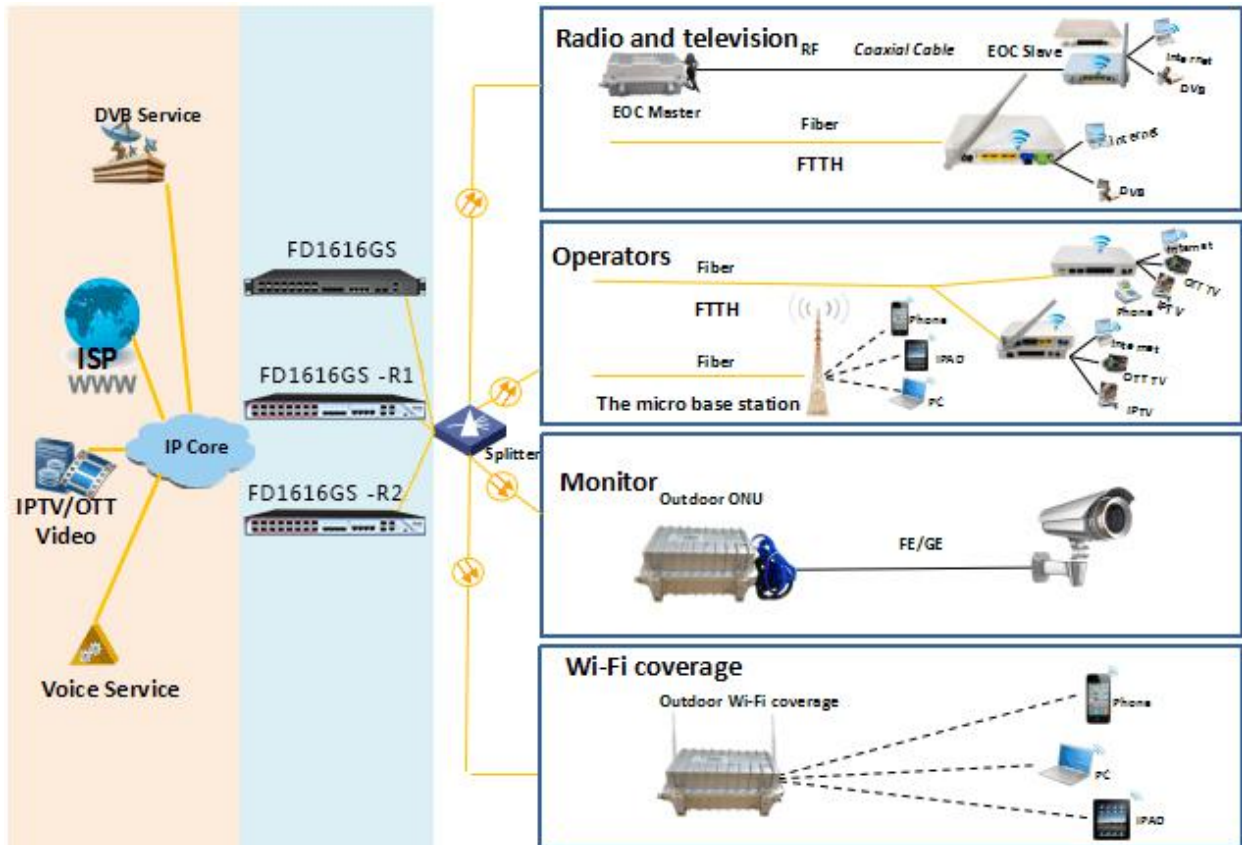 DVB Service
ISP
WWW
IP Core
IPTV/OTT
Video
Voice Service
FD1616GS
FD1616GS -R1
FD1616GS -R2
Splitter
Radio and television
RF
Coaxial Cable
EOC Slave
EOC Master
Internet
DVB
Fiber
FTTH
Internet
DVB
Operators
Fiber
FTTH
Internet
OTT TV
IPTV
Phone
Phone
IPAD
PC
Internet
OTT TV
IPTV
Fiber
The micro base station
Monitor
Outdoor ONU
FE/GE
Wi-Fi coverage
Outdoor Wi-Fi coverage
Phone
PC
IPAD